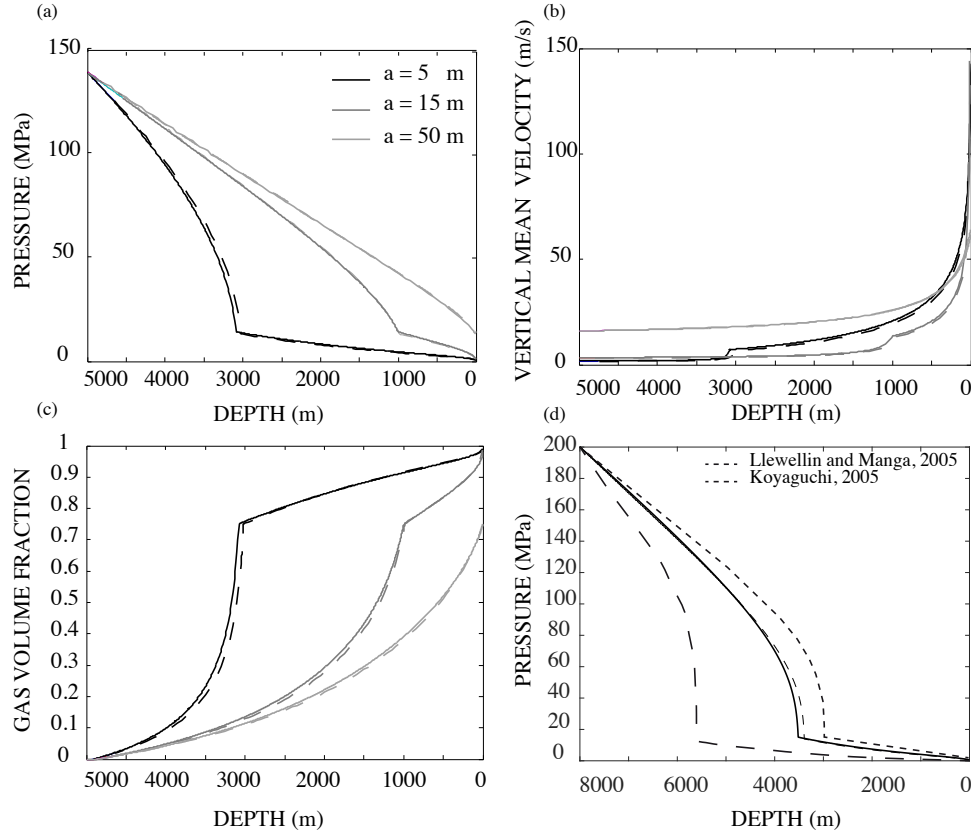 (a)
150
100
50
0
PRESSURE (MPa)
a = 5 m
a = 15 m
a = 50 m
5000 4000 3000 2000 1000 0
DEPTH (m)
(b)
150
100
50
0
VERTICAL MEAN VELOCITY (m/s)
5000 4000 3000 2000 1000 0
DEPTH (m)
(c)
1
0.9
0.8
0.7
0.6
0.5
0.4
0.3
0.2
0.1
0
GAS VOLUME FRACTION
5000 4000 3000 2000 1000 0
DEPTH (m)
(d)
200
180
160
140
120
100
80
60
40
20
0
PRESSURE (MPa)
Llewellin and Manga, 2005
Koyaguchi, 2005
8000 6000 4000 2000 0
DEPTH (m)